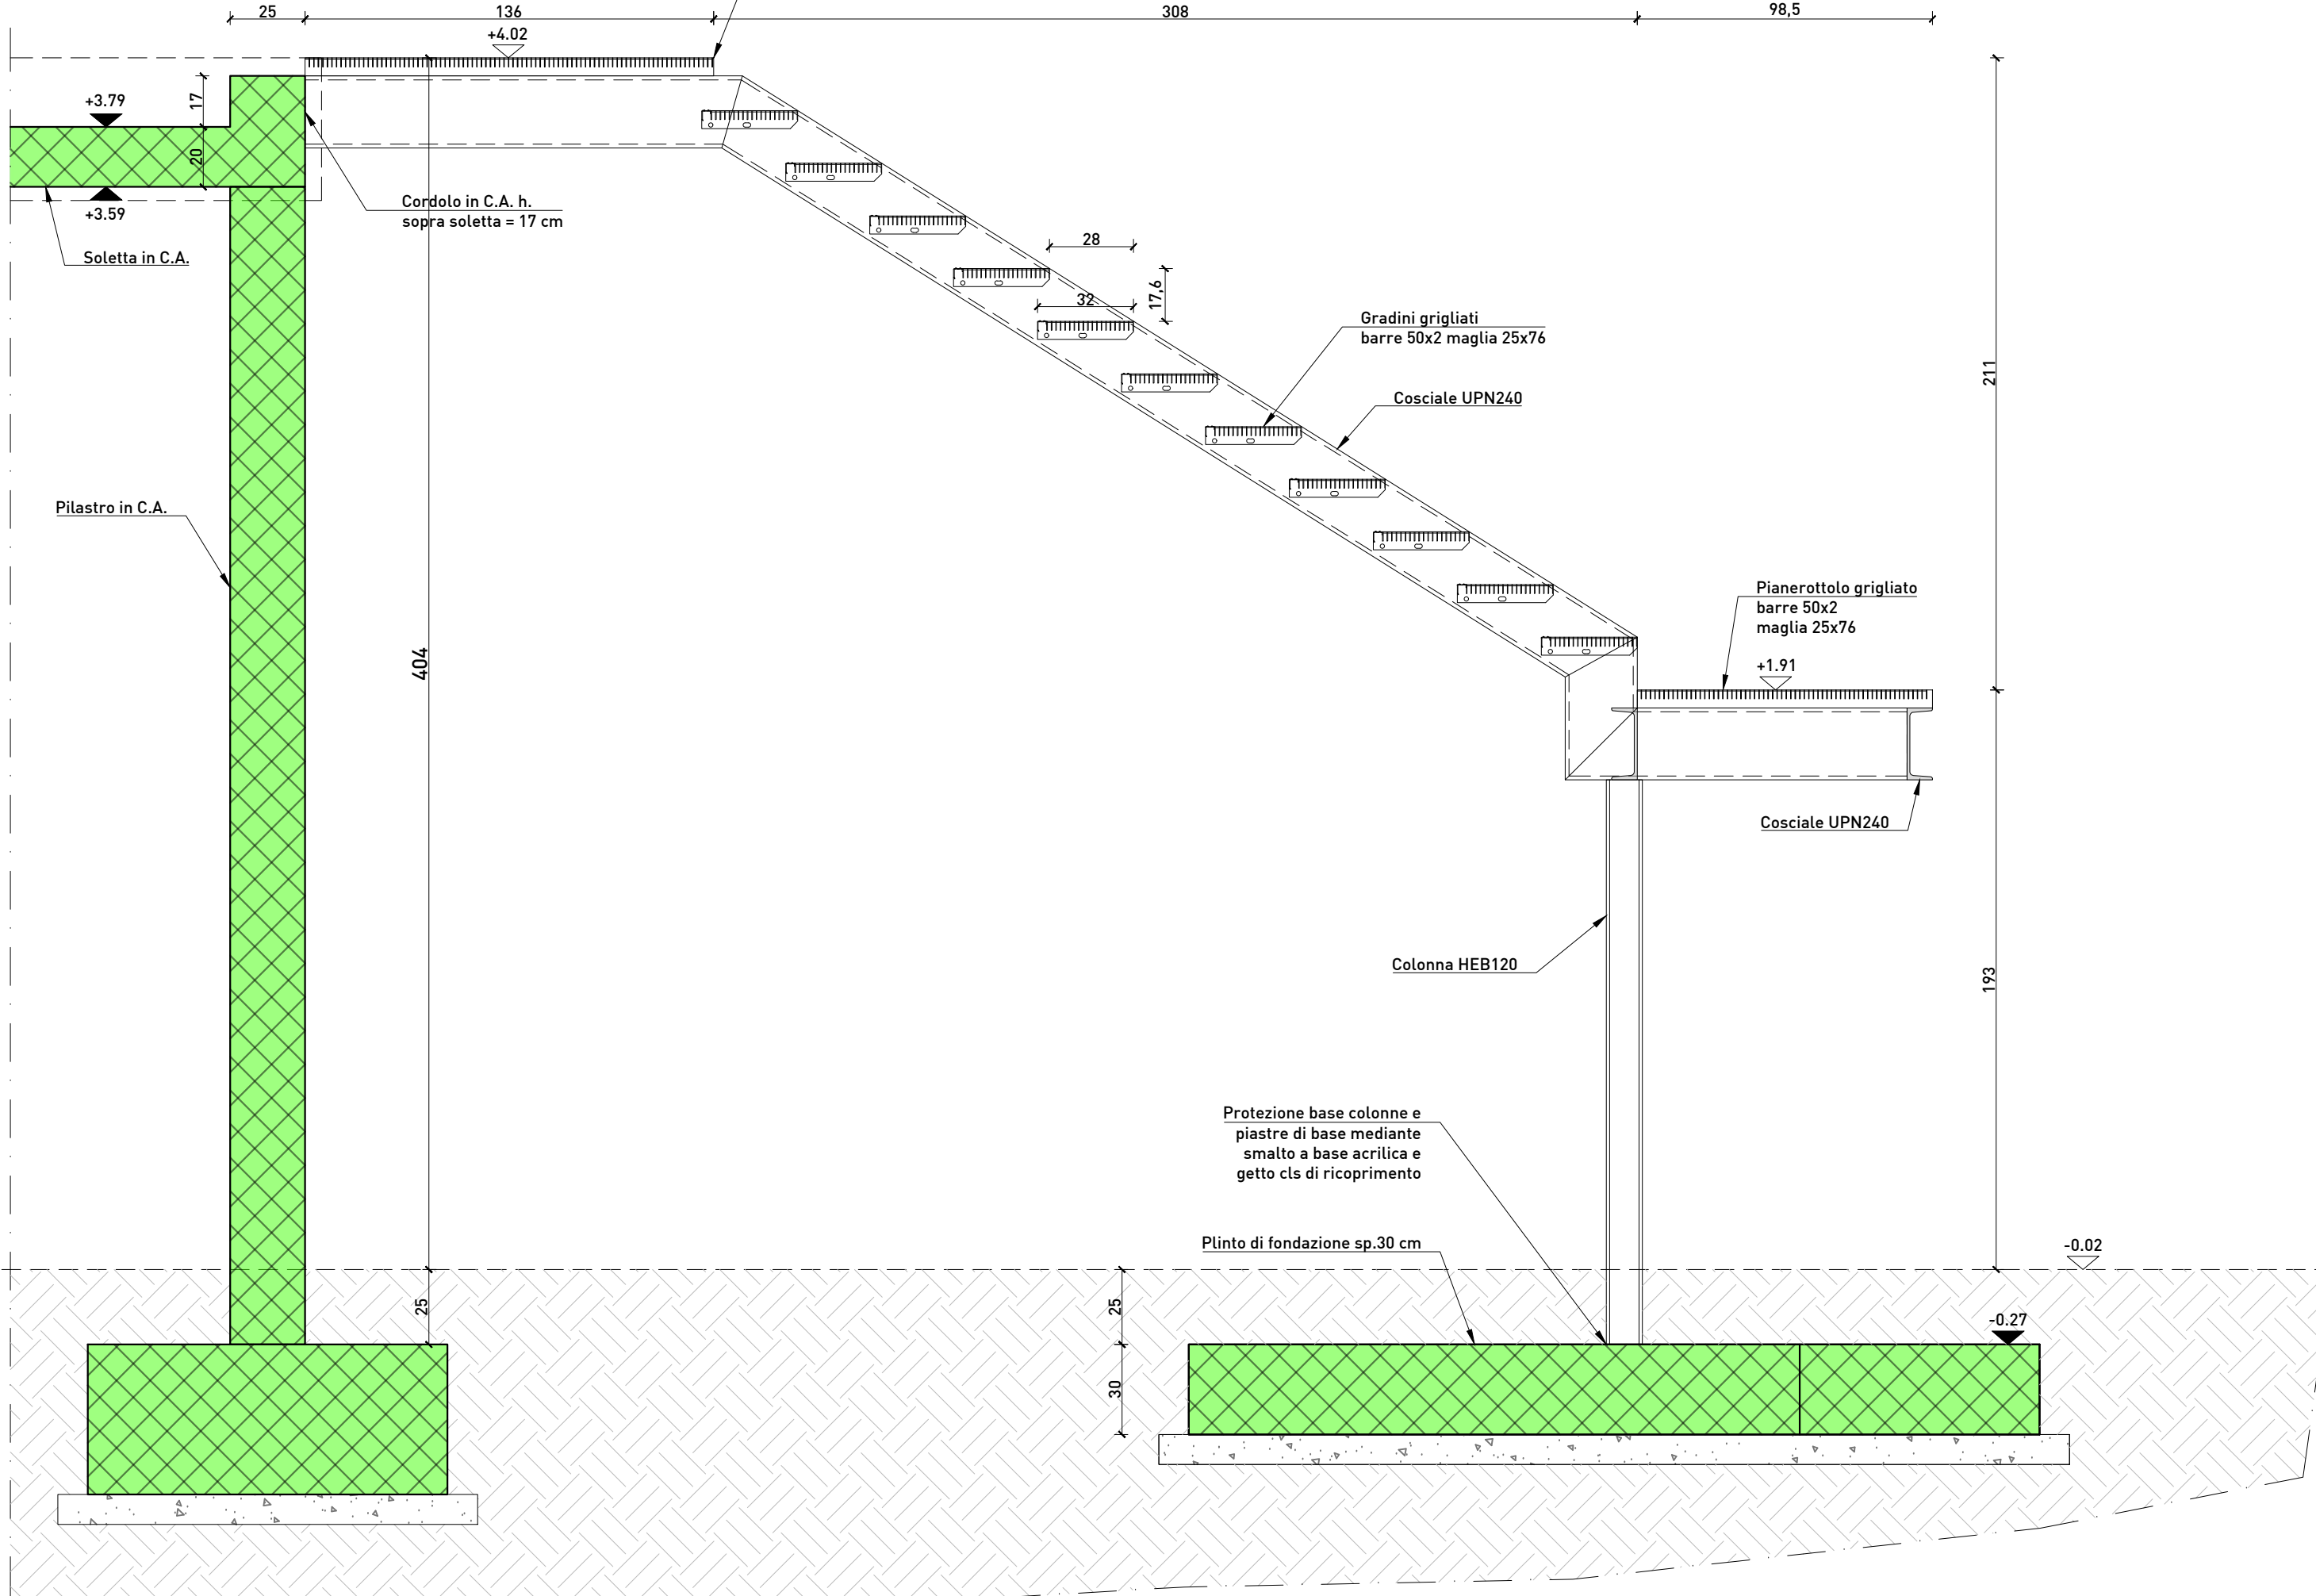 25
136
308
98,5
+4.02
+3.79
17
20
+3.59
Cordolo in C.A. h.
sopra soletta = 17 cm
Soletta in C.A.
28
32
17,6
Gradini grigliati
barre 50x2 maglia 25x76
211
Cosciale UPN240
Pilastro in C.A.
Pianerottolo grigliato
barre 50x2
maglia 25x76
404
+1.91
Cosciale UPN240
Colonna HEB120
193
Protezione base colonne e
piastre di base mediante
smalto a base acrilica e
getto cls di ricoprimento
Plinto di fondazione sp.30 cm
-0.02
25
25
-0.27
30